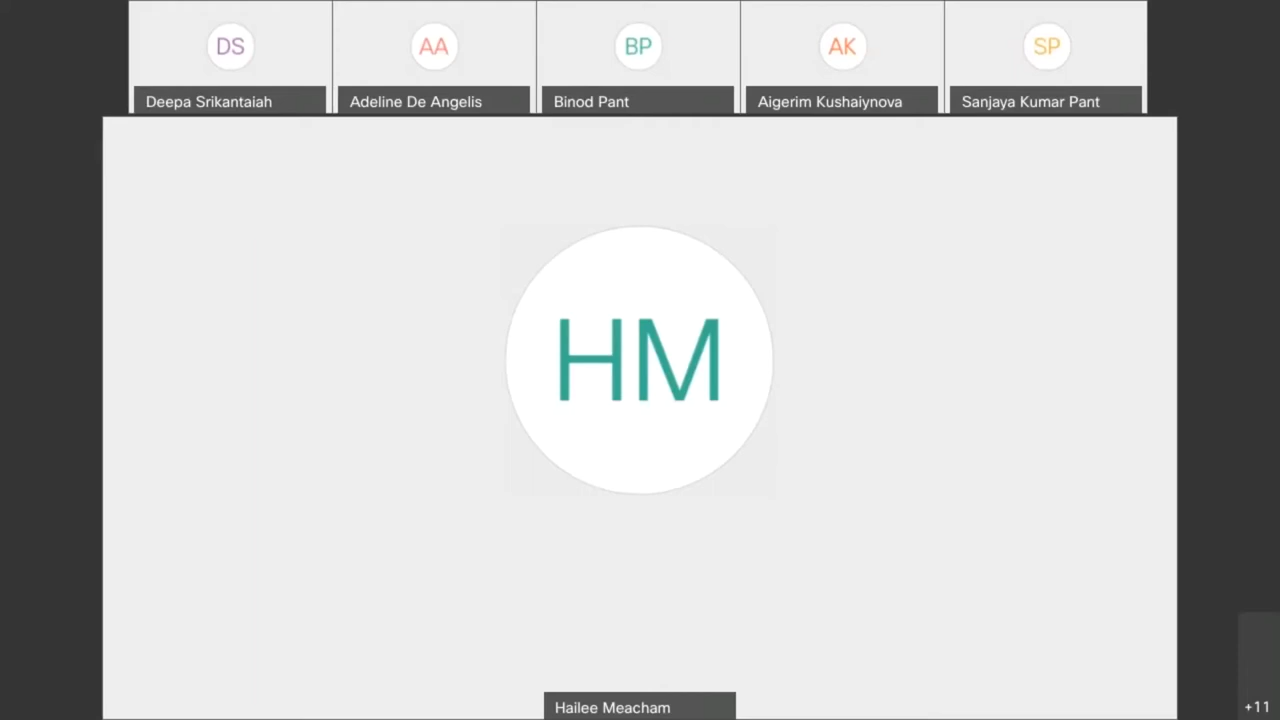 DS
AA
BP
AK
SP
Deepa Srikantaiah
Adeline De Angelis
Binod Pant
Aigerim Kushaiynova
Sanjaya Kumar Pant
HM
Hailee Meacham
+11